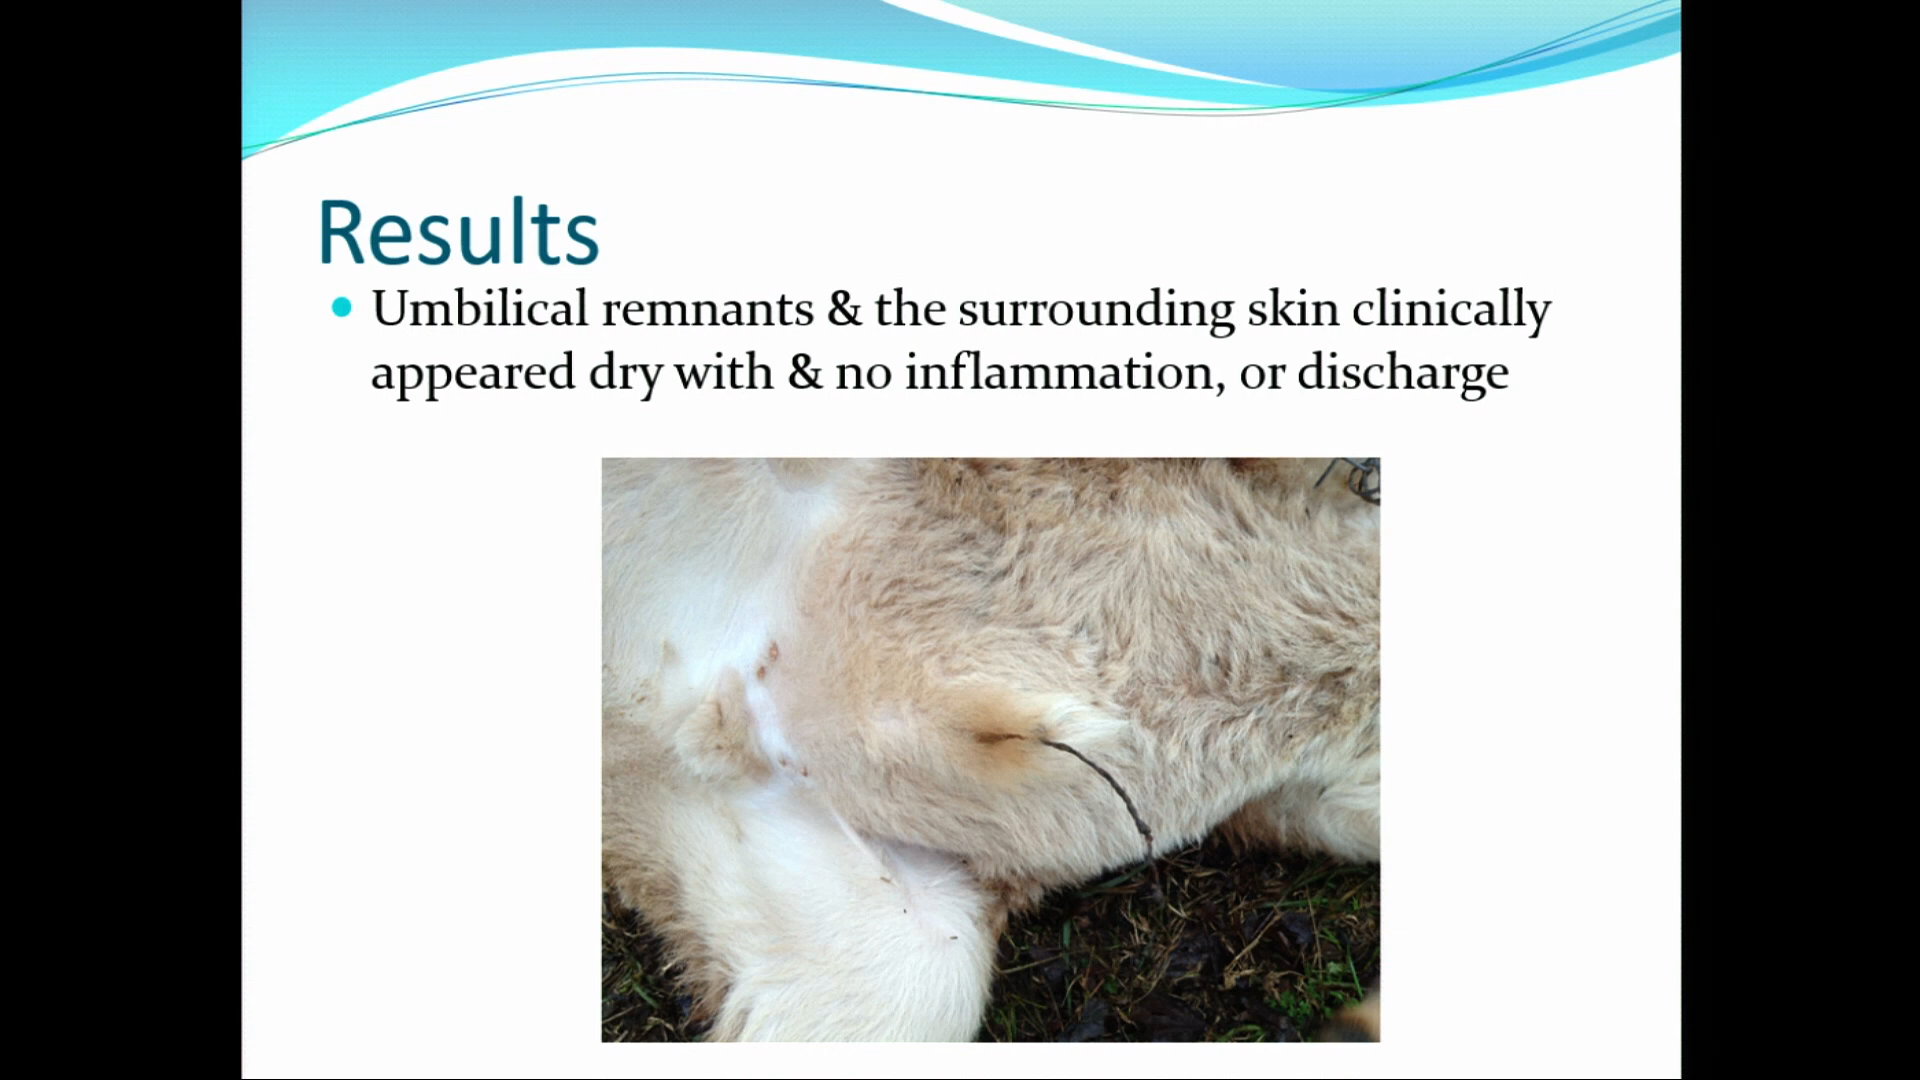 Results
Umbilical remnants & the surrounding skin clinically
appeared dry with & no inflammation, or discharge